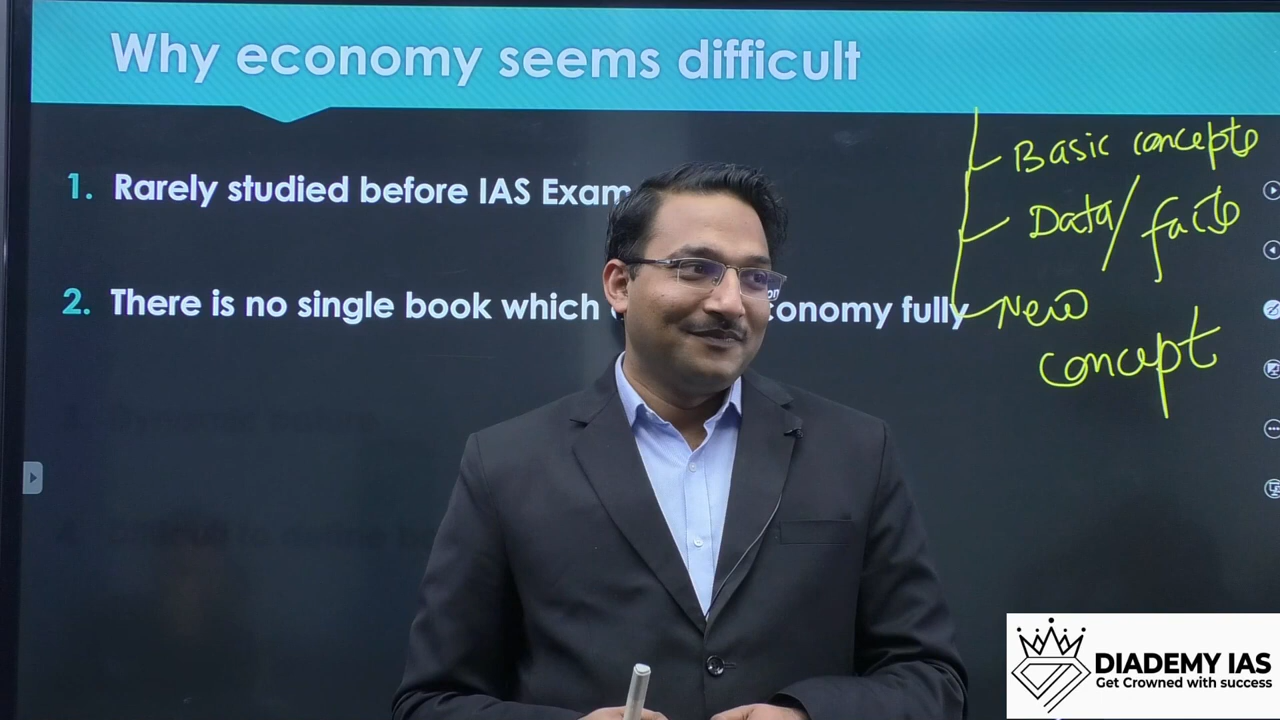 Why economy seems difficult
1. Rarely studied before IAS Exam
2. There is no single book which economy fully
Basic concepts
Data/facts
New
concept
DIADEMY IAS
Get Crowned with success